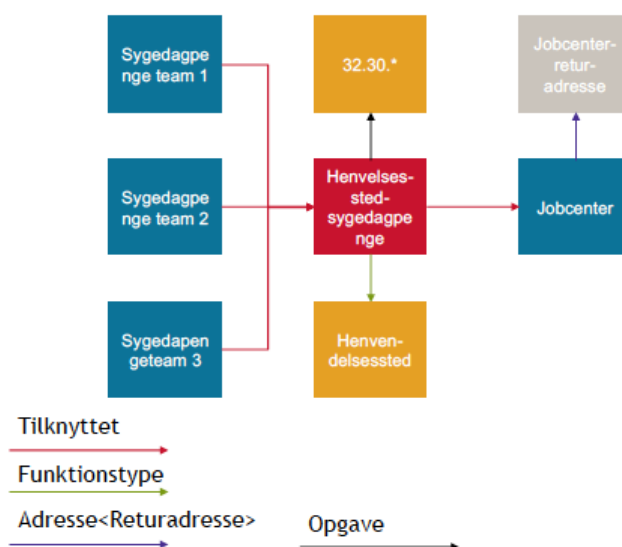 Sygedagpe
nge team 1
32.30.*
Jobcenter-
retur-
adresse
Sygedagpe
nge team 2
Henvelses-
sted-
sygedagpe
nge
Jobcenter
Sygedapen
geteam 3
Henven-
delsessted
Tilknyttet
Funktionstype
Adresse<Returadresse>
Opgave